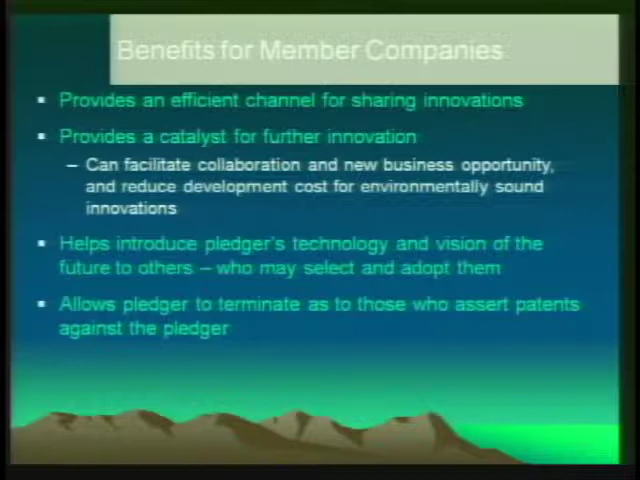 Benefits for Member Companies
▪ Provides an efficient channel for sharing innovations
▪ Provides a catalyst for further innovation
– Can facilitate collaboration and new business opportunity,
and reduce development cost for environmentally sound
innovations
▪ Helps introduce pledger's technology and vision of the
future to others – who may select and adopt them
▪ Allows pledger to terminate as to those who assert patents
against the pledger